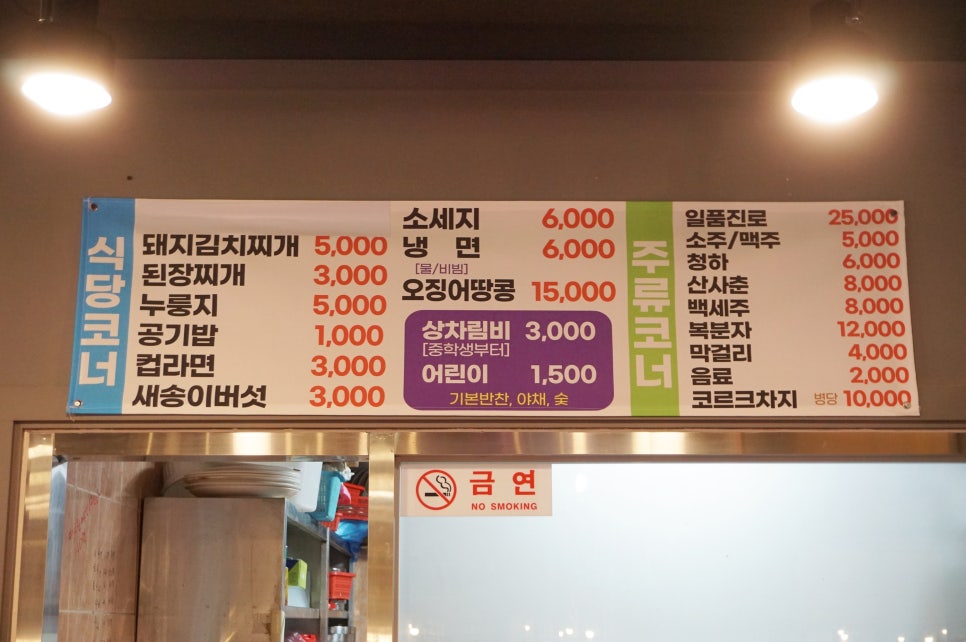 식당코너
돼지김치찌개 5,000
된장찌개 3,000
누룽지 5,000
공기밥 1,000
컵라면 3,000
새송이버섯 3,000
소세지 6,000
냉 면 6,000
[물/비빔]
오징어땅콩 15,000
상차림비 3,000
[중학생부터]
어린이 1,500
기본반찬, 야채, 숯
주류코너
일품진로 25,000
소주/맥주 5,000
청하 6,000
산사춘 8,000
백세주 8,000
복분자 12,000
막걸리 4,000
음료 2,000
코르크차지 병당 10,000
금 연
NO SMOKING